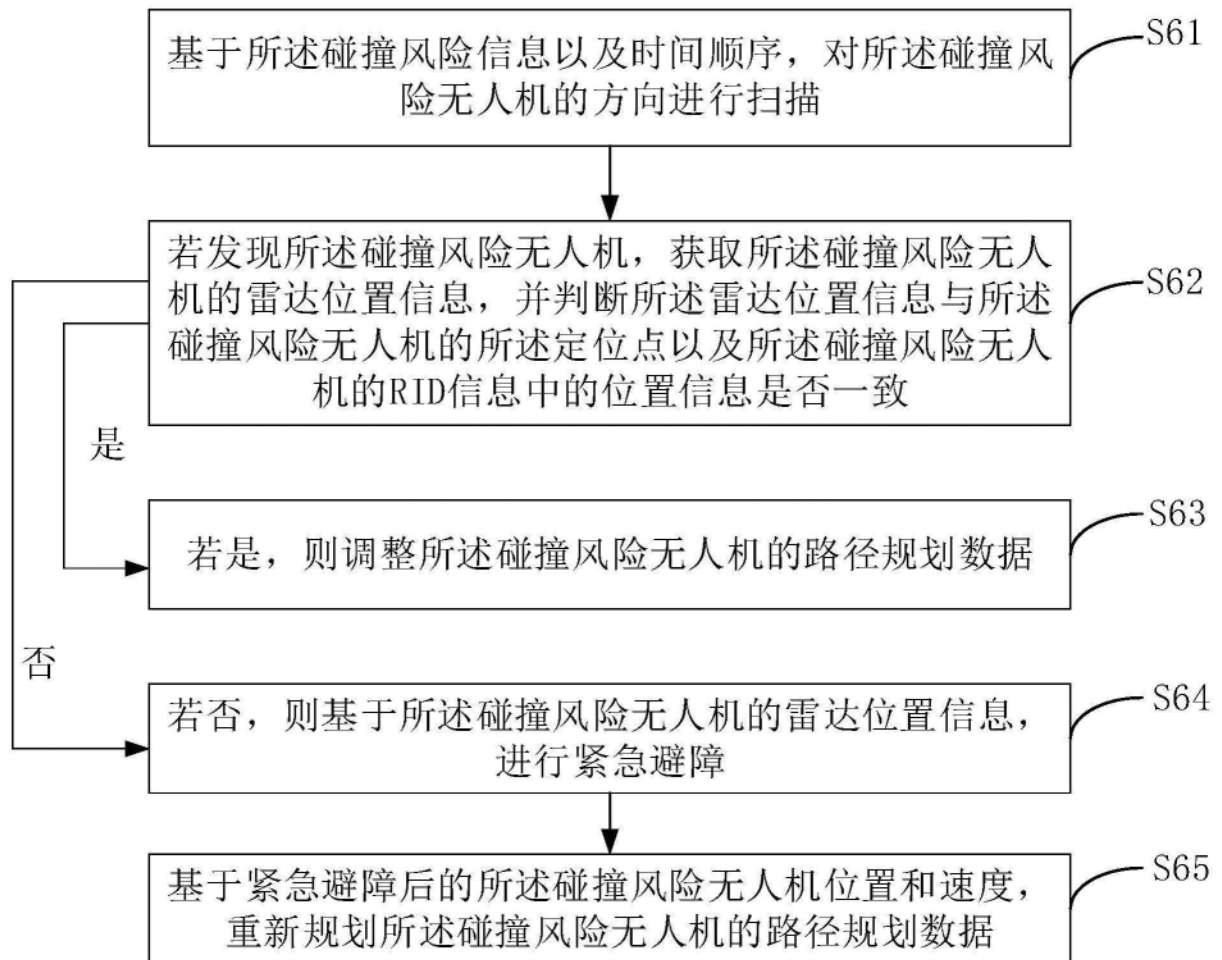 基于所述碰撞风险信息以及时间顺序，对所述碰撞风
险无人机的方向进行扫描
S61
若发现所述碰撞风险无人机，获取所述碰撞风险无人
机的雷达位置信息，并判断所述雷达位置信息与所述
碰撞风险无人机的所述定位点以及所述碰撞风险无人
机的RID信息中的位置信息是否一致
S62
是
若是，则调整所述碰撞风险无人机的路径规划数据
S63
否
若否，则基于所述碰撞风险无人机的雷达位置信息，
进行紧急避障
S64
基于紧急避障后的所述碰撞风险无人机位置和速度，
重新规划所述碰撞风险无人机的路径规划数据
S65